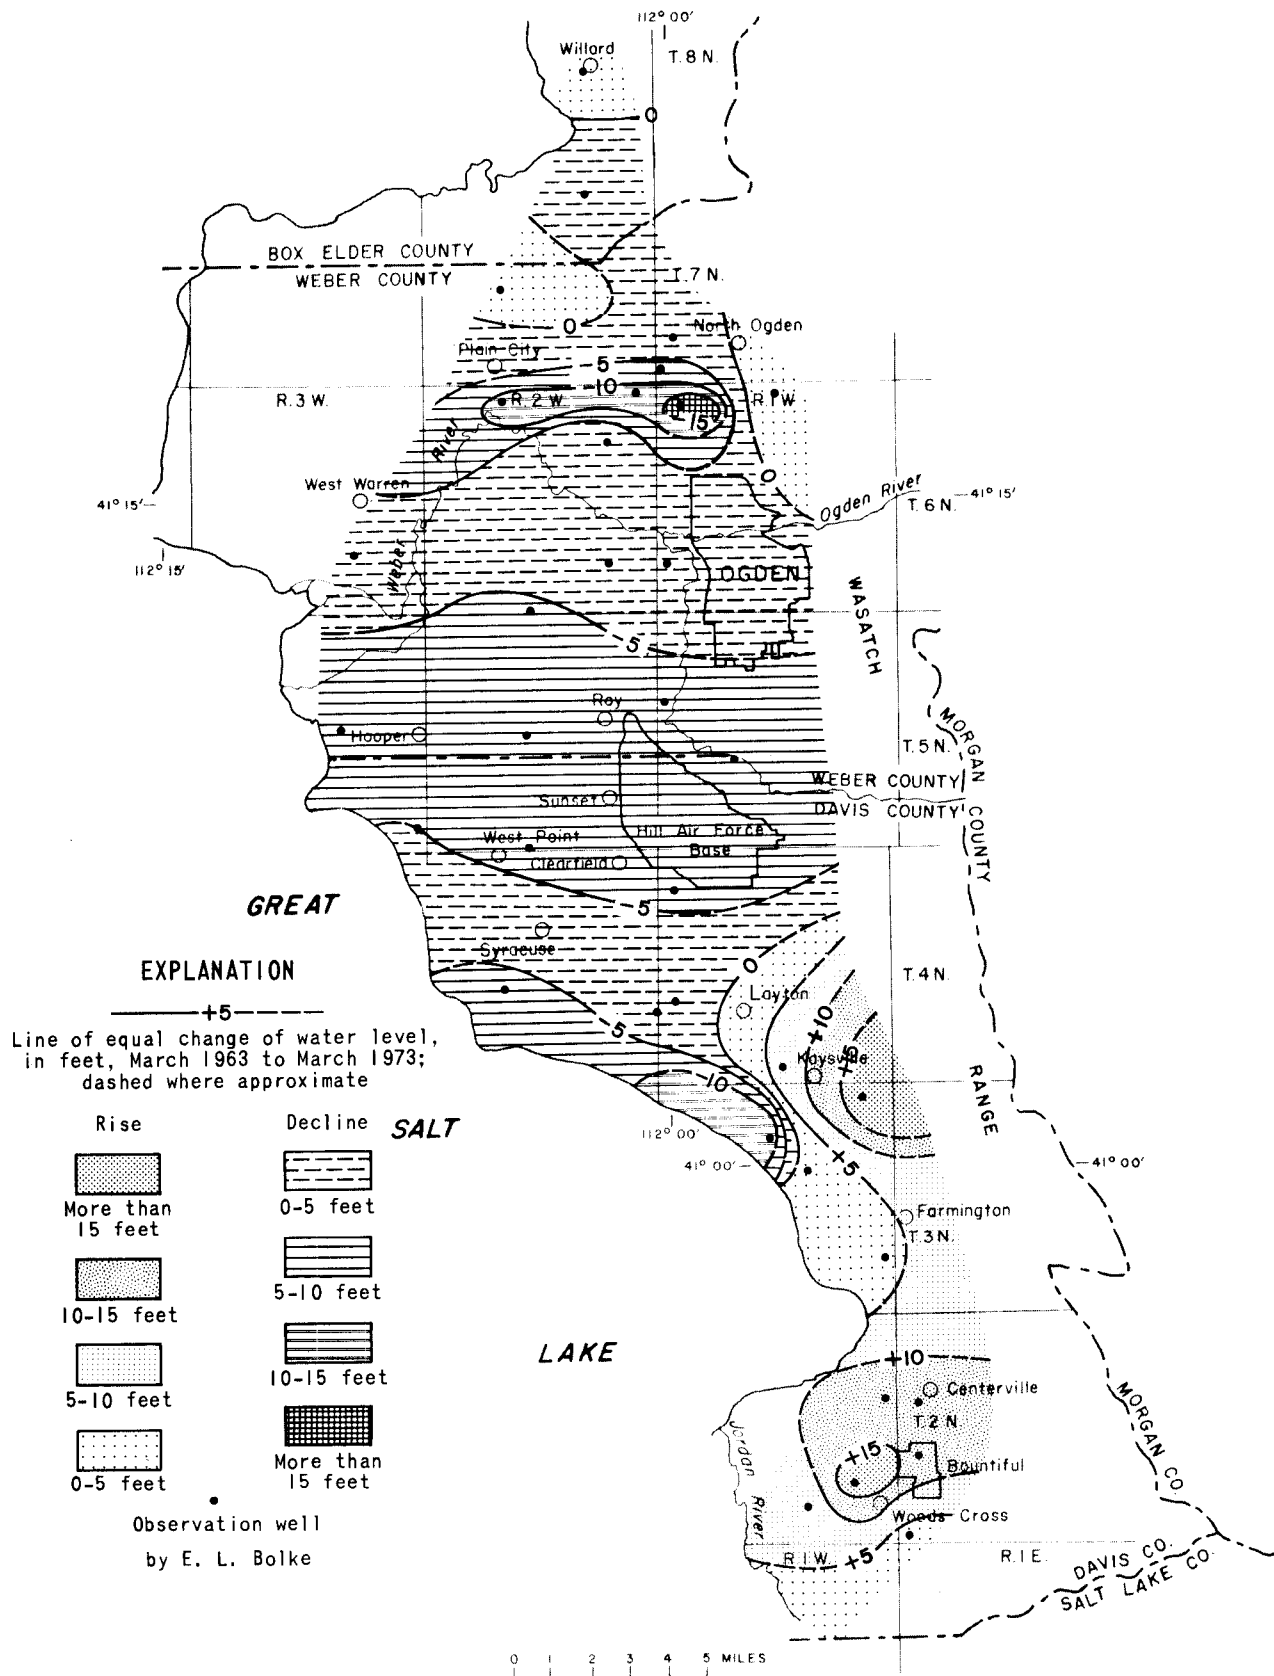 112° 00'
Willard
T. 8 N.
0
BOX ELDER COUNTY
WEBER COUNTY
T. 7 N.
0
North Ogden
Plain City
-5
-10
R. 3 W.
R. 2 W.
R. 1 W.
-15
River
West Warren
0
Ogden River
41° 15'
T. 6 N.
41° 15'
112° 15'
Weber
OGDEN
WASATCH
-5
Roy
Hooper
MORGAN COUNTY
T. 5 N.
WEBER COUNTY
DAVIS COUNTY
Sunset
West Point
Hill Air Force
Base
Clearfield
GREAT
-5
Syracuse
EXPLANATION
0
T. 4 N.
Layton
+5
+10
-5
Line of equal change of water level,
in feet, March 1963 to March 1973;
dashed where approximate
Kaysville
+15
-10
RANGE
Rise
Decline
SALT
112° 00'
41° 00'
+5
41° 00'
More than
15 feet
0-5 feet
Farmington
T. 3 N.
10-15 feet
5-10 feet
LAKE
+10
5-10 feet
10-15 feet
Centerville
T. 2 N.
MORGAN CO.
Jordan River
+15
Bountiful
0-5 feet
More than
15 feet
Woods Cross
Observation well
by E. L. Bolke
R. 1 W.
+5
R. 1 E.
DAVIS CO.
SALT LAKE CO.
0 1 2 3 4 5 MILES